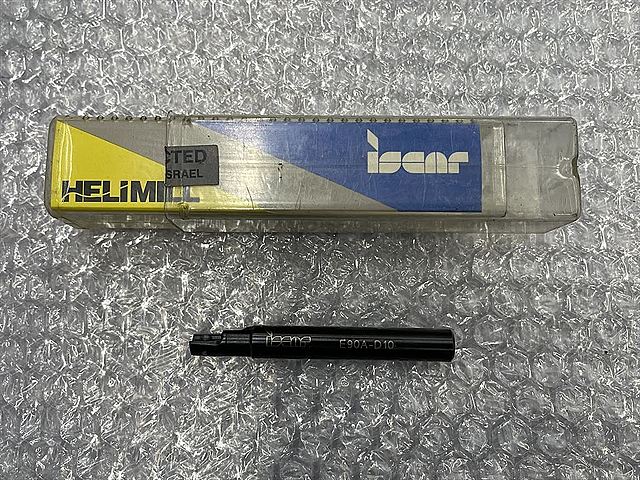 CTED
SRAEL
HELiMILL
iscar
iscar E90A-D10